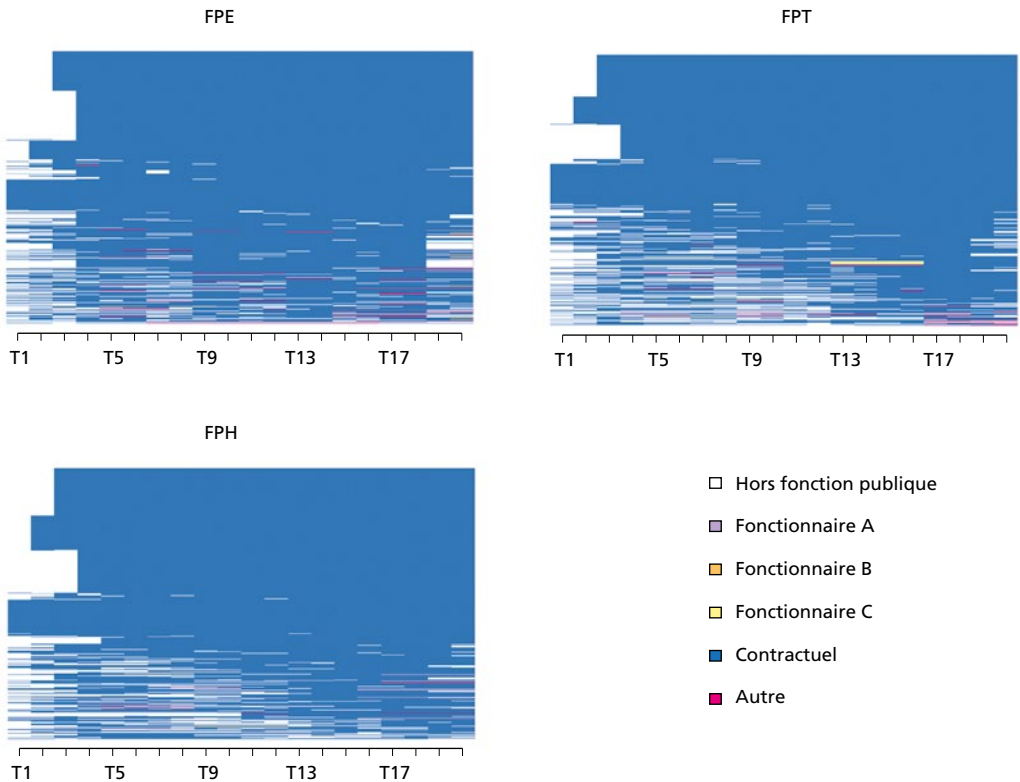 FPE
FPT
T1 T5 T9 T13 T17
T1 T5 T9 T13 T17
FPH
Hors fonction publique
Fonctionnaire A
Fonctionnaire B
Fonctionnaire C
Contractuel
Autre
T1 T5 T9 T13 T17